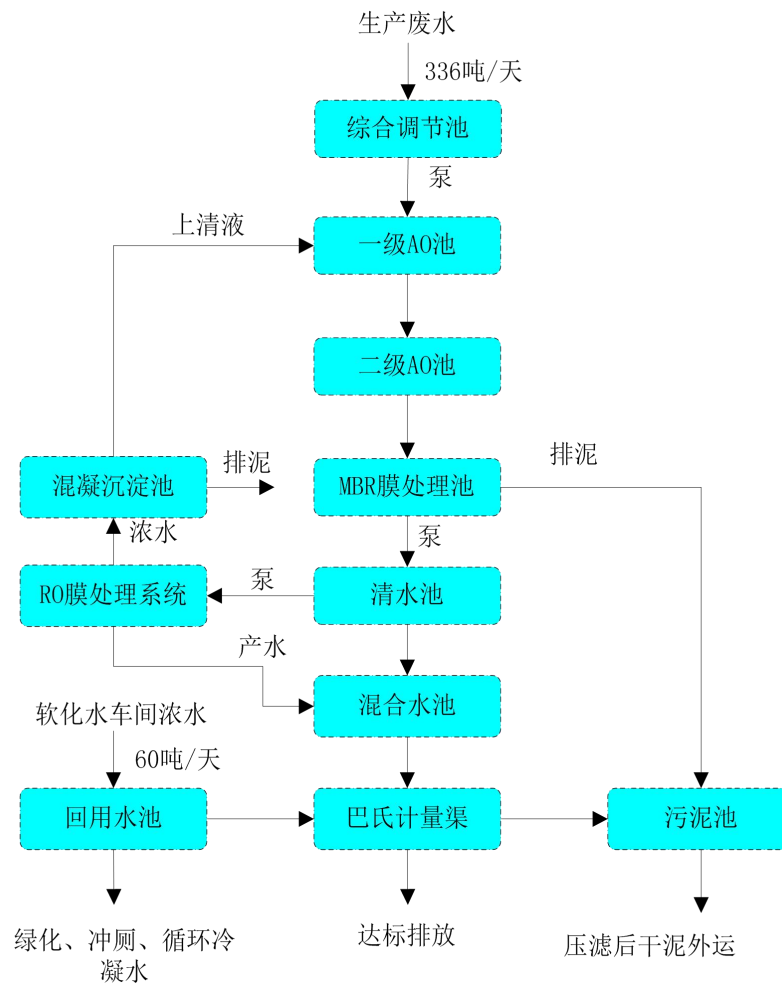 生产废水
336吨/天
综合调节池
泵
上清液
一级AO池
二级AO池
排泥
排泥
混凝沉淀池
MBR膜处理池
浓水
泵
泵
RO膜处理系统
清水池
产水
混合水池
软化水车间浓水
60吨/天
回用水池
巴氏计量渠
污泥池
绿化、冲厕、循环冷
凝水
达标排放
压滤后干泥外运